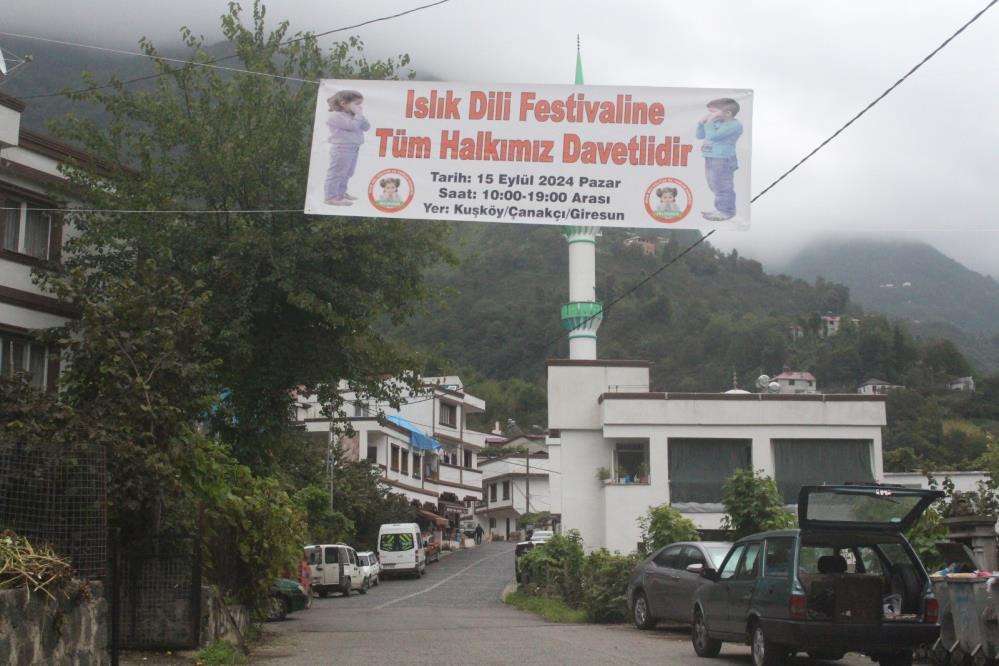 Islık Dili Festivaline
Tüm Halkımız Davetlidir
Tarih: 15 Eylül 2024 Pazar
Saat: 10:00-19:00 Arası
Yer: Kuşköy/Çanakçı/Giresun